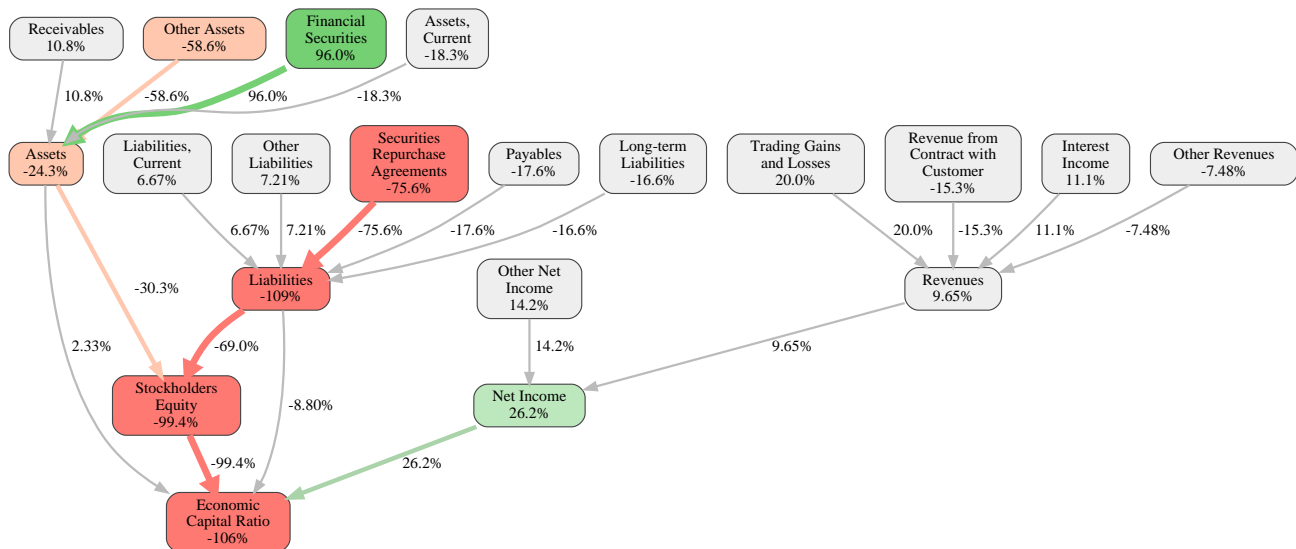 Receivables
10.8%
Other Assets
-58.6%
Financial
Securities
96.0%
Assets,
Current
-18.3%
10.8%
-58.6%
96.0%
-18.3%
Assets
-24.3%
Liabilities,
Current
6.67%
Other
Liabilities
7.21%
Securities
Repurchase
Agreements
-75.6%
Payables
-17.6%
Long-term
Liabilities
-16.6%
Trading Gains
and Losses
20.0%
Revenue from
Contract with
Customer
-15.3%
Interest
Income
11.1%
Other Revenues
-7.48%
6.67%
7.21%
-75.6%
-17.6%
-16.6%
20.0%
-15.3%
11.1%
-7.48%
Liabilities
-109%
Other Net
Income
14.2%
Revenues
9.65%
-30.3%
2.33%
-69.0%
14.2%
9.65%
Stockholders
Equity
-99.4%
-8.80%
Net Income
26.2%
-99.4%
26.2%
Economic
Capital Ratio
-106%